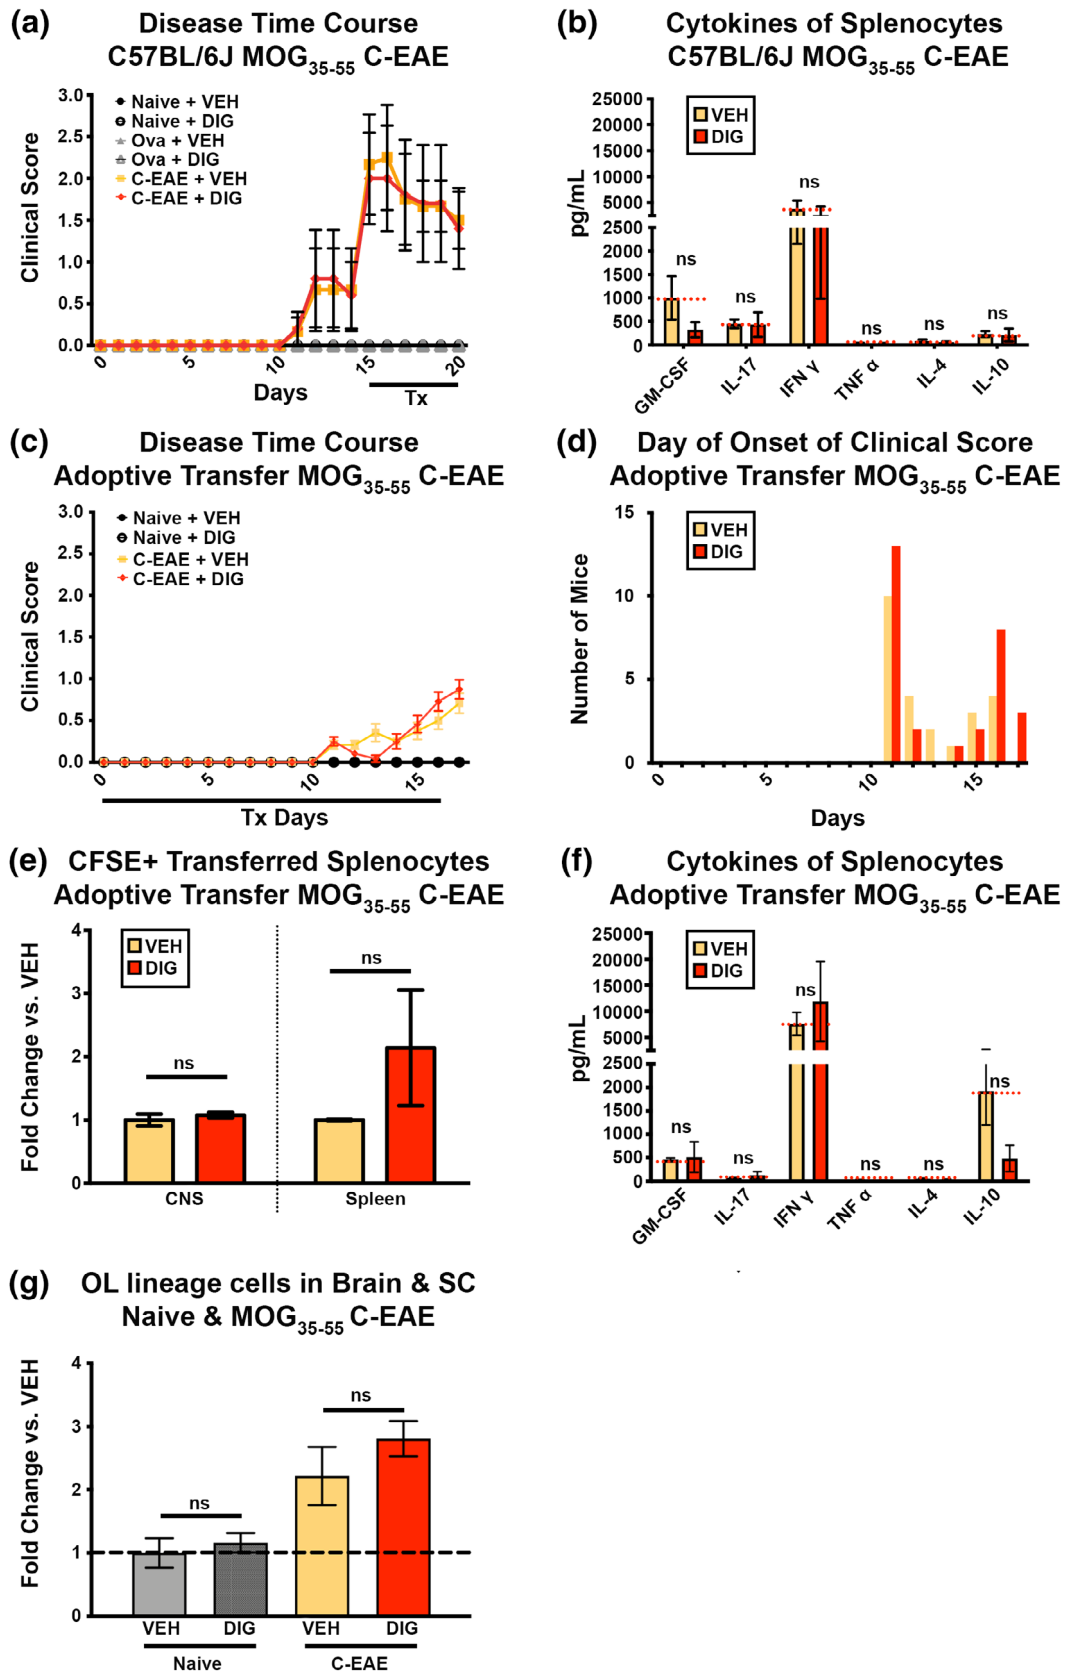 (a) Disease Time Course
C57BL/6J MOG35-55 C-EAE
Clinical Score
3.0
2.5
2.0
1.5
1.0
0.5
0.0
Naive + VEH
Naive + DIG
Ova + VEH
Ova + DIG
C-EAE + VEH
C-EAE + DIG
0 5 10 15 20
Days
Tx
(b) Cytokines of Splenocytes
C57BL/6J MOG35-55 C-EAE
pg/mL
25000
20000
15000
10000
5000
2500
2000
1500
1000
500
0
VEH
DIG
ns ns ns ns ns ns
GM-CSF IL-17 IFN γ TNF α IL-4 IL-10
(c) Disease Time Course
Adoptive Transfer MOG35-55 C-EAE
Clinical Score
3.0
2.5
2.0
1.5
1.0
0.5
0.0
Naive + VEH
Naive + DIG
C-EAE + VEH
C-EAE + DIG
0 5 10 15
Tx Days
(d) Day of Onset of Clinical Score
Adoptive Transfer MOG35-55 C-EAE
Number of Mice
15
10
5
0
VEH
DIG
0 5 10 15
Days
(e) CFSE+ Transferred Splenocytes
Adoptive Transfer MOG35-55 C-EAE
Fold Change vs. VEH
4
3
2
1
0
VEH
DIG
ns ns
CNS Spleen
(f) Cytokines of Splenocytes
Adoptive Transfer MOG35-55 C-EAE
pg/mL
25000
20000
15000
10000
5000
2500
2000
1500
1000
500
0
VEH
DIG
ns ns ns ns ns ns
GM-CSF IL-17 IFN γ TNF α IL-4 IL-10
(g) OL lineage cells in Brain & SC
Naive & MOG35-55 C-EAE
Fold Change vs. VEH
4
3
2
1
0
ns ns
VEH DIG VEH DIG
Naive C-EAE